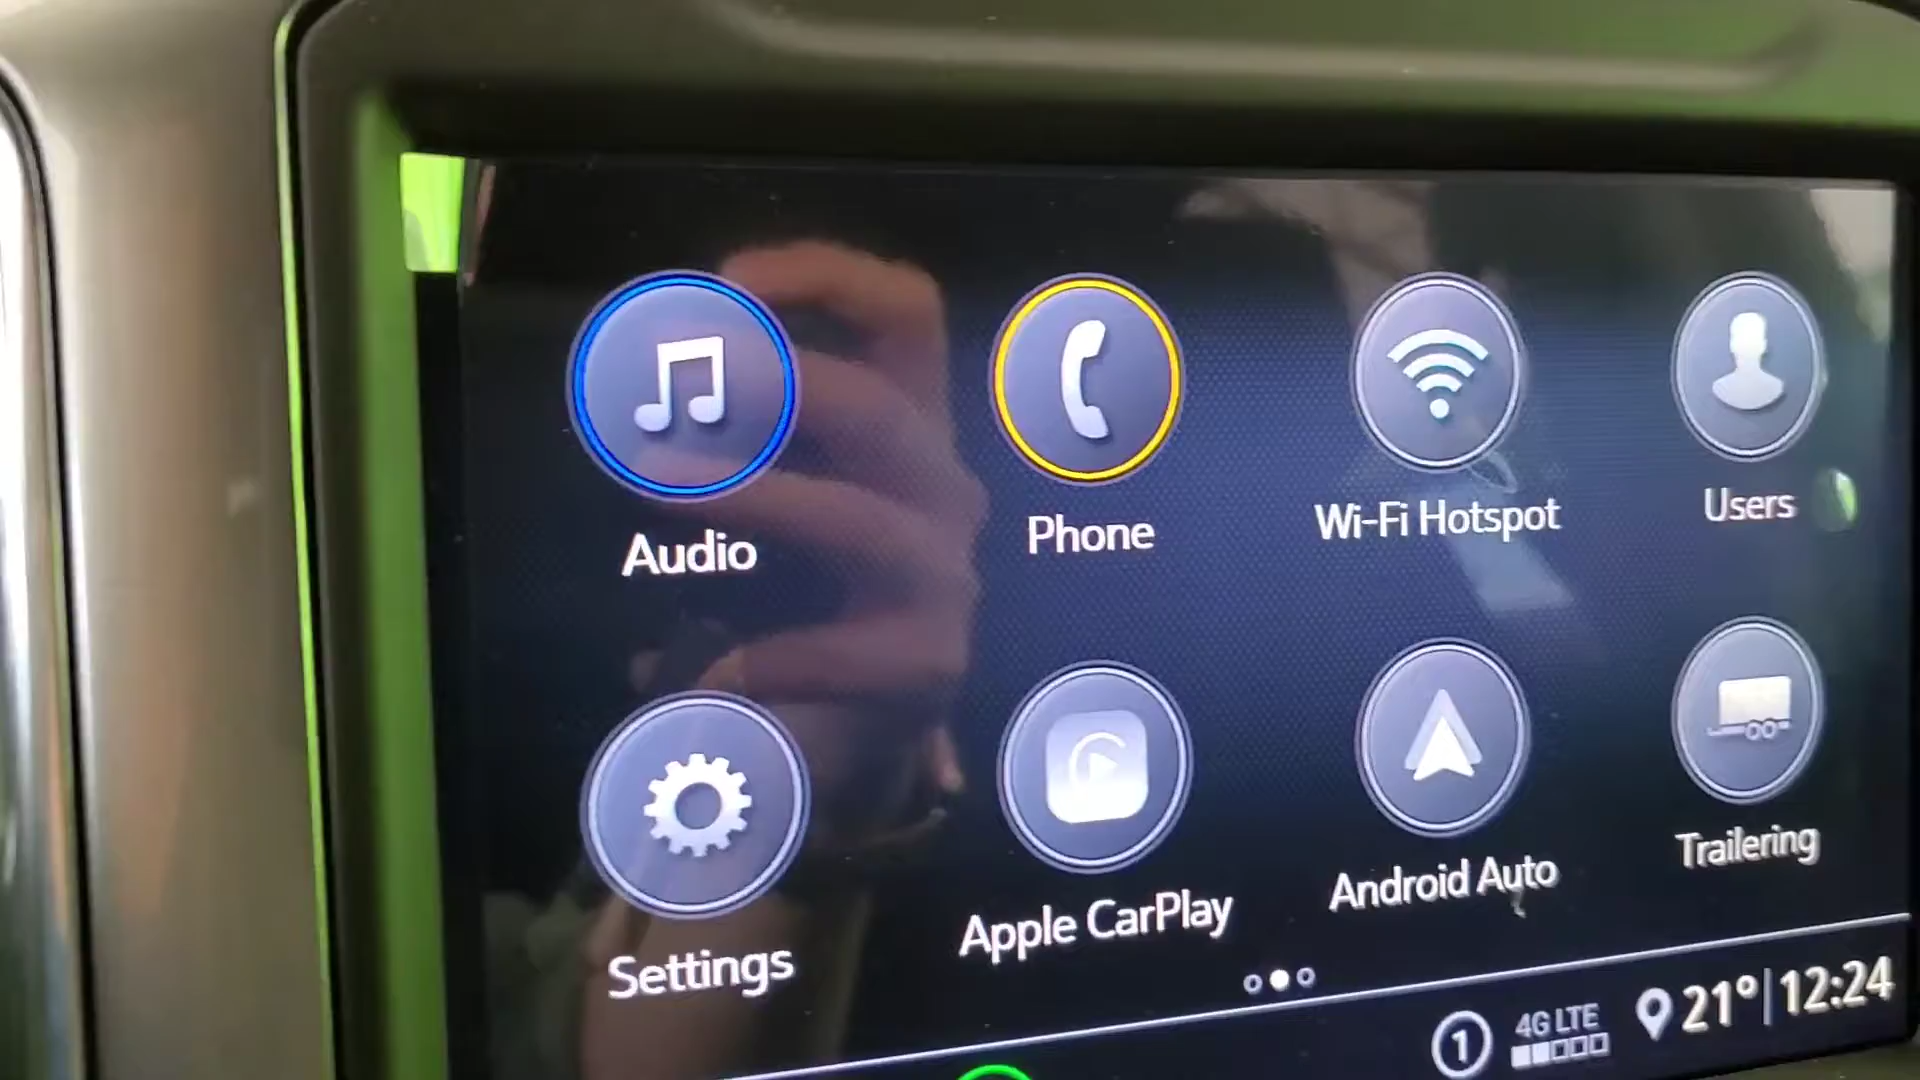 Audio
Phone
Wi-Fi Hotspot
Users
Settings
Apple CarPlay
Android Auto
Trailering
1
4G LTE
21° | 12:24